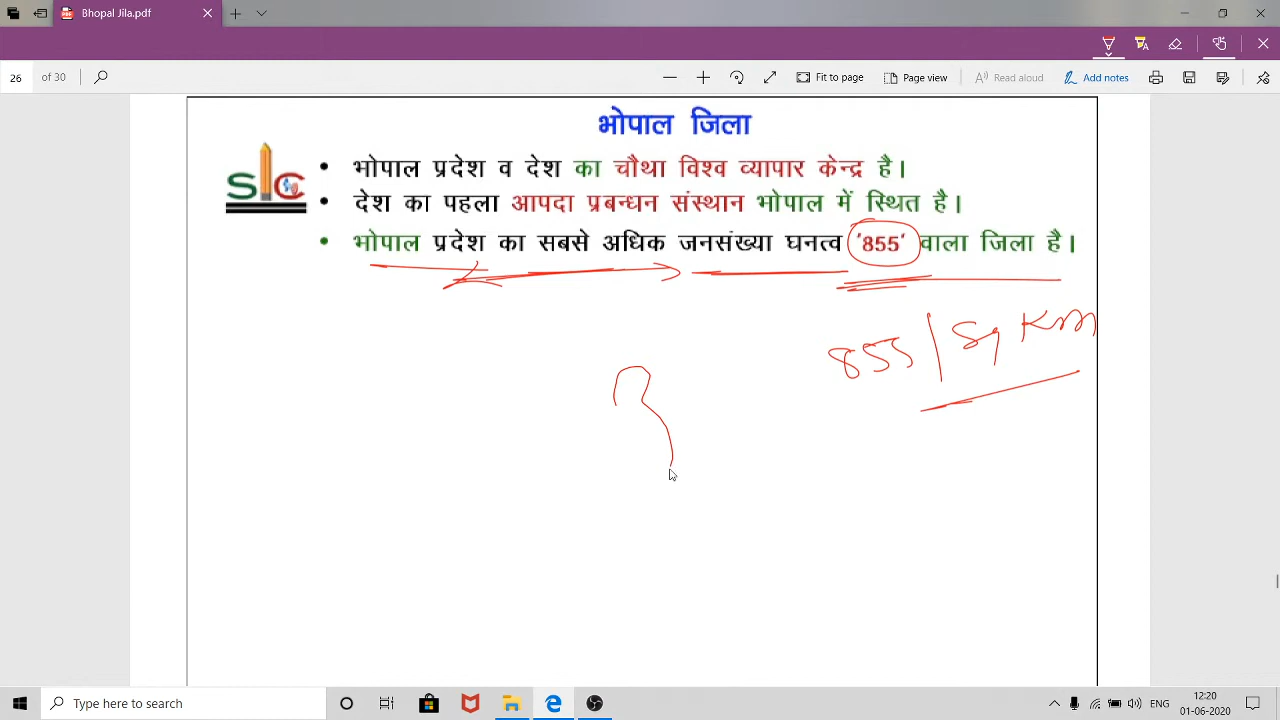 Bhopal Jila.pdf
26 of 30 Fit to page Page view Read aloud Add notes
भोपाल जिला
SIC
• भोपाल प्रदेश व देश का चौथा विश्व व्यापार केन्द्र है।
• देश का पहला आपदा प्रबन्धन संस्थान भोपाल में स्थित है।
• भोपाल प्रदेश का सबसे अधिक जनसंख्या घनत्व '855' वाला जिला है।
855 / Sq Km
Type here to search
ENG 12:20
01-06-2020